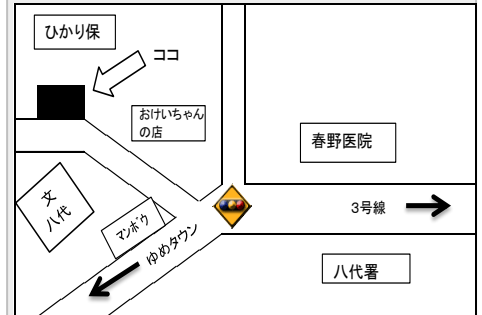 ひかり保
ココ
おけいちゃん
の店
春野医院
文
八代
マンボウ
ゆめタウン
3号線
八代署